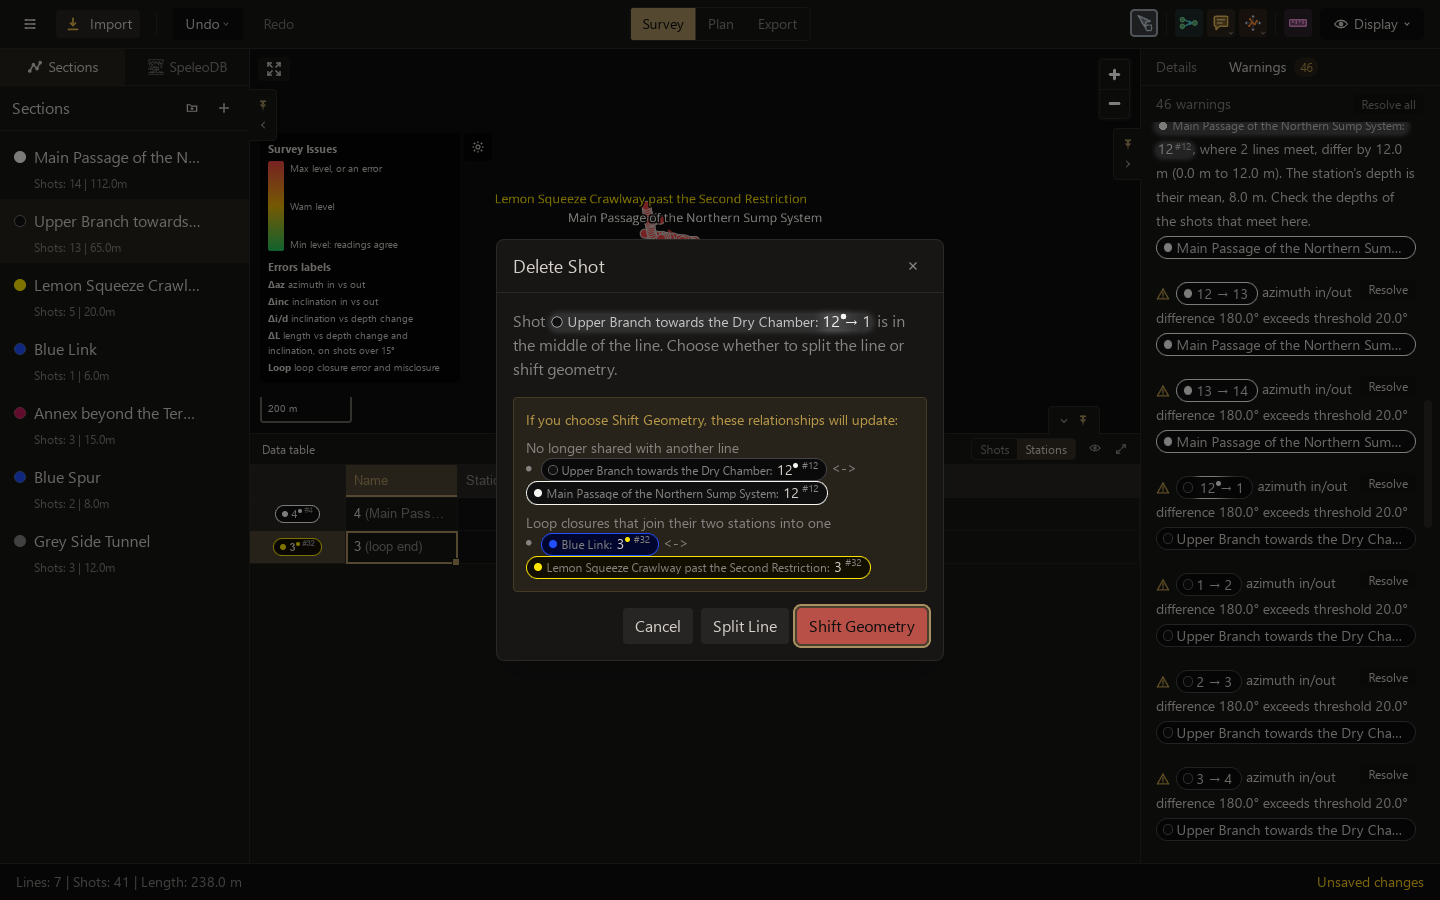 Import
Undo
Redo
Survey
Plan
Export
Display
Sections
SpeleoDB
Sections
Main Passage of the N...
Shots: 14 | 112.0m
Upper Branch towards...
Shots: 13 | 65.0m
Lemon Squeeze Crawl...
Shots: 5 | 20.0m
Blue Link
Shots: 1 | 6.0m
Annex beyond the Ter...
Shots: 3 | 15.0m
Blue Spur
Shots: 2 | 8.0m
Grey Side Tunnel
Shots: 3 | 12.0m
Survey Issues
Max level, or an error
Warn level
Min level: readings agree
Errors labels
Δaz azimuth in vs out
Δinc inclination in vs out
Δi/d inclination vs depth change
ΔL length vs depth change and
inclination, on shots over 15°
Loop loop closure error and misclosure
200 m
Lemon Squeeze Crawlway past the Second Restriction
Main Passage of the Northern Sump System
Data table
Shots
Stations
Name
Static
4 #4
4 (Main Pass...
3 #32
3 (loop end)
Delete Shot
Shot Upper Branch towards the Dry Chamber: 12 → 1 is in
the middle of the line. Choose whether to split the line or
shift geometry.
If you choose Shift Geometry, these relationships will update:
No longer shared with another line
• Upper Branch towards the Dry Chamber: 12 #12 <->
Main Passage of the Northern Sump System: 12 #12
Loop closures that join their two stations into one
• Blue Link: 3 #32 <->
Lemon Squeeze Crawlway past the Second Restriction: 3 #32
Cancel
Split Line
Shift Geometry
Details
Warnings 46
46 warnings
Resolve all
Main Passage of the Northern Sump System:
12 #12, where 2 lines meet, differ by 12.0
m (0.0 m to 12.0 m). The station's depth is
their mean, 8.0 m. Check the depths of
the shots that meet here.
Main Passage of the Northern Sum...
12 → 13 azimuth in/out
Resolve
difference 180.0° exceeds threshold 20.0°
Main Passage of the Northern Sum...
13 → 14 azimuth in/out
Resolve
difference 180.0° exceeds threshold 20.0°
Main Passage of the Northern Sum...
12 → 1 azimuth in/out
Resolve
difference 180.0° exceeds threshold 20.0°
Upper Branch towards the Dry Cha...
1 → 2 azimuth in/out
Resolve
difference 180.0° exceeds threshold 20.0°
Upper Branch towards the Dry Cha...
2 → 3 azimuth in/out
Resolve
difference 180.0° exceeds threshold 20.0°
Upper Branch towards the Dry Cha...
3 → 4 azimuth in/out
Resolve
difference 180.0° exceeds threshold 20.0°
Upper Branch towards the Dry Cha...
Lines: 7 | Shots: 41 | Length: 238.0 m
Unsaved changes